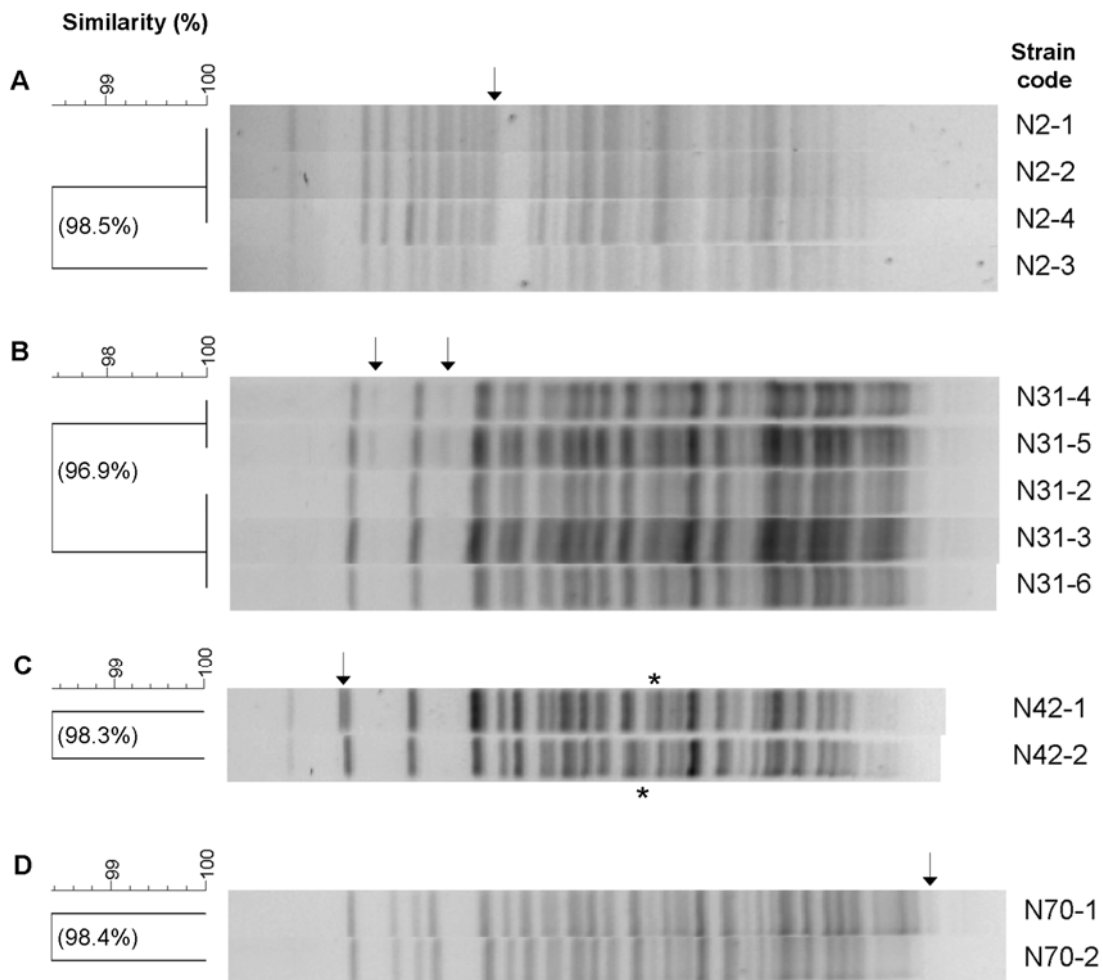 Similarity (%)
Strain code
A
99
100
N2-1
N2-2
(98.5%)
N2-4
N2-3
B
98
100
N31-4
N31-5
(96.9%)
N31-2
N31-3
N31-6
C
99
100
*
N42-1
(98.3%)
N42-2
*
D
99
100
N70-1
(98.4%)
N70-2